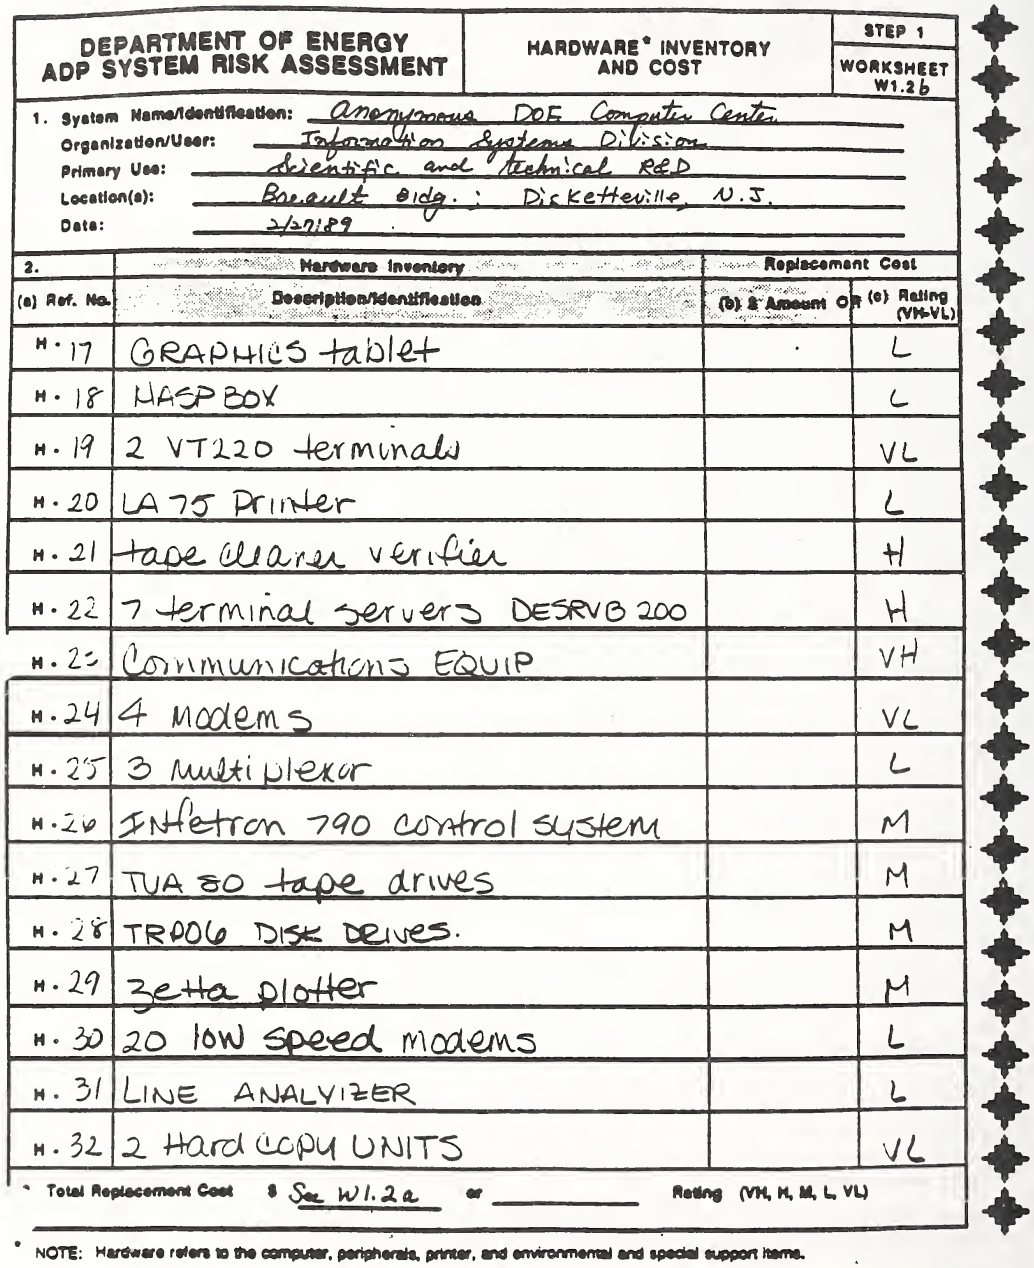 DEPARTMENT OF ENERGY
ADP SYSTEM RISK ASSESSMENT
HARDWARE* INVENTORY
AND COST
STEP 1
WORKSHEET
W1.2b
1. System Name/Identification: Anonymous DOE Computer Center
Organization/User: Information Systems Division
Primary Use: Scientific and technical R&D
Location(s): Bldg.: Disketteville, N.J.
Date: 2/27/89
2. Hardware Inventory Replacement Cost
(a) Ref. No. Description/Identification (b) $ Amount OR (c) Rating
(VH-VL)
H-17 GRAPHICS tablet L
H-18 HASP BOX L
H-19 2 VT220 terminals VL
H-20 LA 75 Printer L
H-21 tape cleaner verifier H
H-22 7 terminal servers DESRVB 200 H
H-23 Communications EQUIP VH
H-24 4 Modems VL
H-25 3 Multiplexor L
H-26 INfetron 790 control system M
H-27 TUA 80 tape drives M
H-28 TRP06 DISK DRIVES. M
H-29 Zetta plotter M
H-30 20 low speed modems L
H-31 LINE ANALYIZER L
H-32 2 Hard COPY UNITS VL
* Total Replacement Cost $ See W1.2a or Rating (VH, H, M, L, VL)
* NOTE: Hardware refers to the computer, peripherals, printer, and environmental and special support items.